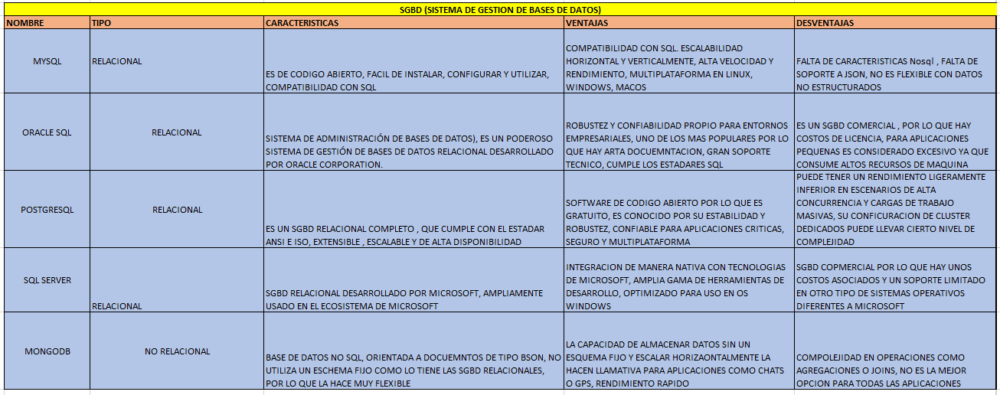 SGBD (SISTEMA DE GESTION DE BASES DE DATOS)
NOMBRE TIPO CARACTERISTICAS VENTAJAS DESVENTAJAS
MYSQL
RELACIONAL
ES DE CODIGO ABIERTO, FACIL DE INSTALAR, CONFIGURAR Y UTILIZAR,
COMPATIBILIDAD CON SQL
COMPATIBILIDAD CON SQL. ESCALABILIDAD
HORIZONTAL Y VERTICALMENTE, ALTA VELOCIDAD Y
RENDIMIENTO, MULTIPLATAFORMA EN LINUX,
WINDOWS, MACOS
FALTA DE CARACTERISTICAS Nosql , FALTA DE
SOPORTE A JSON, NO ES FLEXIBLE CON DATOS
NO ESTRUCTURADOS
ORACLE SQL
RELACIONAL
SISTEMA DE ADMINISTRACIÓN DE BASES DE DATOS), ES UN PODEROSO
SISTEMA DE GESTIÓN DE BASES DE DATOS RELACIONAL DESARROLLADO
POR ORACLE CORPORATION.
ROBUSTEZ Y CONFIABILIDAD PROPIO PARA ENTORNOS
EMPRESARIALES, UNO DE LOS MAS POPULARES POR LO
QUE HAY ARTA DOCUEMNTACION, GRAN SOPORTE
TECNICO, CUMPLE LOS ESTADARES SQL
ES UN SGBD COMERCIAL , POR LO QUE HAY
COSTOS DE LICENCIA, PARA APLICACIONES
PEQUENAS ES CONSIDERADO EXCESIVO YA QUE
CONSUME ALTOS RECURSOS DE MAQUINA
POSTGRESQL
RELACIONAL
ES UN SGBD RELACIONAL COMPLETO , QUE CUMPLE CON EL ESTADAR
ANSI E ISO, EXTENSIBLE , ESCALABLE Y DE ALTA DISPONIBILIDAD
SOFTWARE DE CODIGO ABIERTO POR LO QUE ES
GRATUITO, ES CONOCIDO POR SU ESTABILIDAD Y
ROBUSTEZ, CONFIABLE PARA APLICACIONES CRITICAS,
SEGURO Y MULTIPLATAFORMA
PUEDE TENER UN RENDIMIENTO LIGERAMENTE
INFERIOR EN ESCENARIOS DE ALTA
CONCURRENCIA Y CARGAS DE TRABAJO
MASIVAS, SU CONFICURACION DE CLUSTER
DEDICADOS PUEDE LLEVAR CIERTO NIVEL DE
COMPLEJIDAD
SQL SERVER
RELACIONAL
SGBD RELACIONAL DESARROLLADO POR MICROSOFT, AMPLIAMENTE
USADO EN EL ECOSISTEMA DE MICROSOFT
INTEGRACION DE MANERA NATIVA CON TECNOLOGIAS
DE MICROSOFT, AMPLIA GAMA DE HERRAMIENTAS DE
DESARROLLO, OPTIMIZADO PARA USO EN OS
WINDOWS
SGBD COPMERCIAL POR LO QUE HAY UNOS
COSTOS ASOCIADOS Y UN SOPORTE LIMITADO
EN OTRO TIPO DE SISTEMAS OPERATIVOS
DIFERENTES A MICROSOFT
MONGODB
NO RELACIONAL
BASE DE DATOS NO SQL, ORIENTADA A DOCUEMNTOS DE TIPO BSON, NO
UTILIZA UN ESCHEMA FIJO COMO LO TIENE LAS SGBD RELACIONALES,
POR LO QUE LA HACE MUY FLEXIBLE
LA CAPACIDAD DE ALMACENAR DATOS SIN UN
ESQUEMA FIJO Y ESCALAR HORIZAONTALMENTE LA
HACEN LLAMATIVA PARA APLICACIONES COMO CHATS
O GPS, RENDIMIENTO RAPIDO
COMPOLEJIDAD EN OPERACIONES COMO
AGREGACIONES O JOINS, NO ES LA MEJOR
OPCION PARA TODAS LAS APLICACIONES